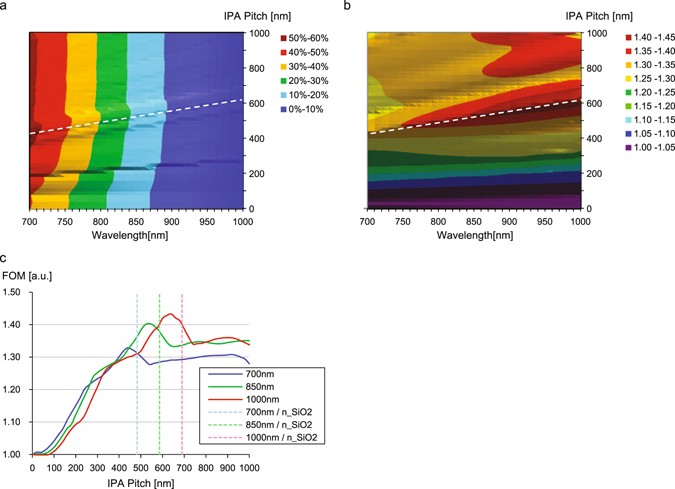 a
IPA Pitch [nm]
50%-60%
40%-50%
30%-40%
20%-30%
10%-20%
0%-10%
1000
800
600
400
200
0
700 750 800 850 900 950 1000
Wavelength[nm]
b
IPA Pitch [nm]
1.40 -1.45
1.35 -1.40
1.30 -1.35
1.25 -1.30
1.20 -1.25
1.15 -1.20
1.10 -1.15
1.05 -1.10
1.00 -1.05
1000
800
600
400
200
0
700 750 800 850 900 950 1000
Wavelength[nm]
c
FOM [a.u.]
1.50
1.40
1.30
1.20
1.10
1.00
700nm
850nm
1000nm
700nm / n_SiO2
850nm / n_SiO2
1000nm / n_SiO2
0 100 200 300 400 500 600 700 800 900 1000
IPA Pitch [nm]